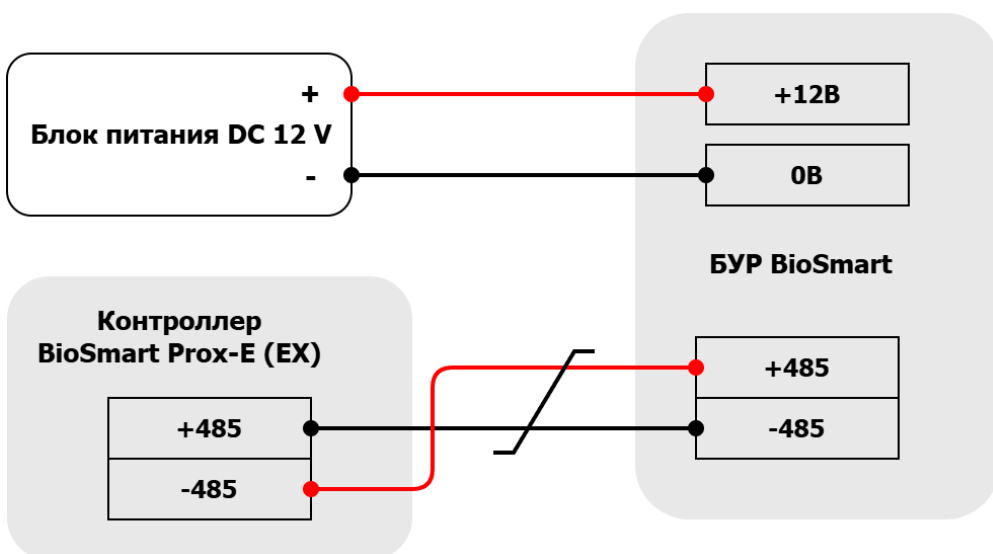 +
Блок питания DC 12 V
-
+12В
0В
БУР BioSmart
Контроллер
BioSmart Prox-E (EX)
+485
-485
+485
-485